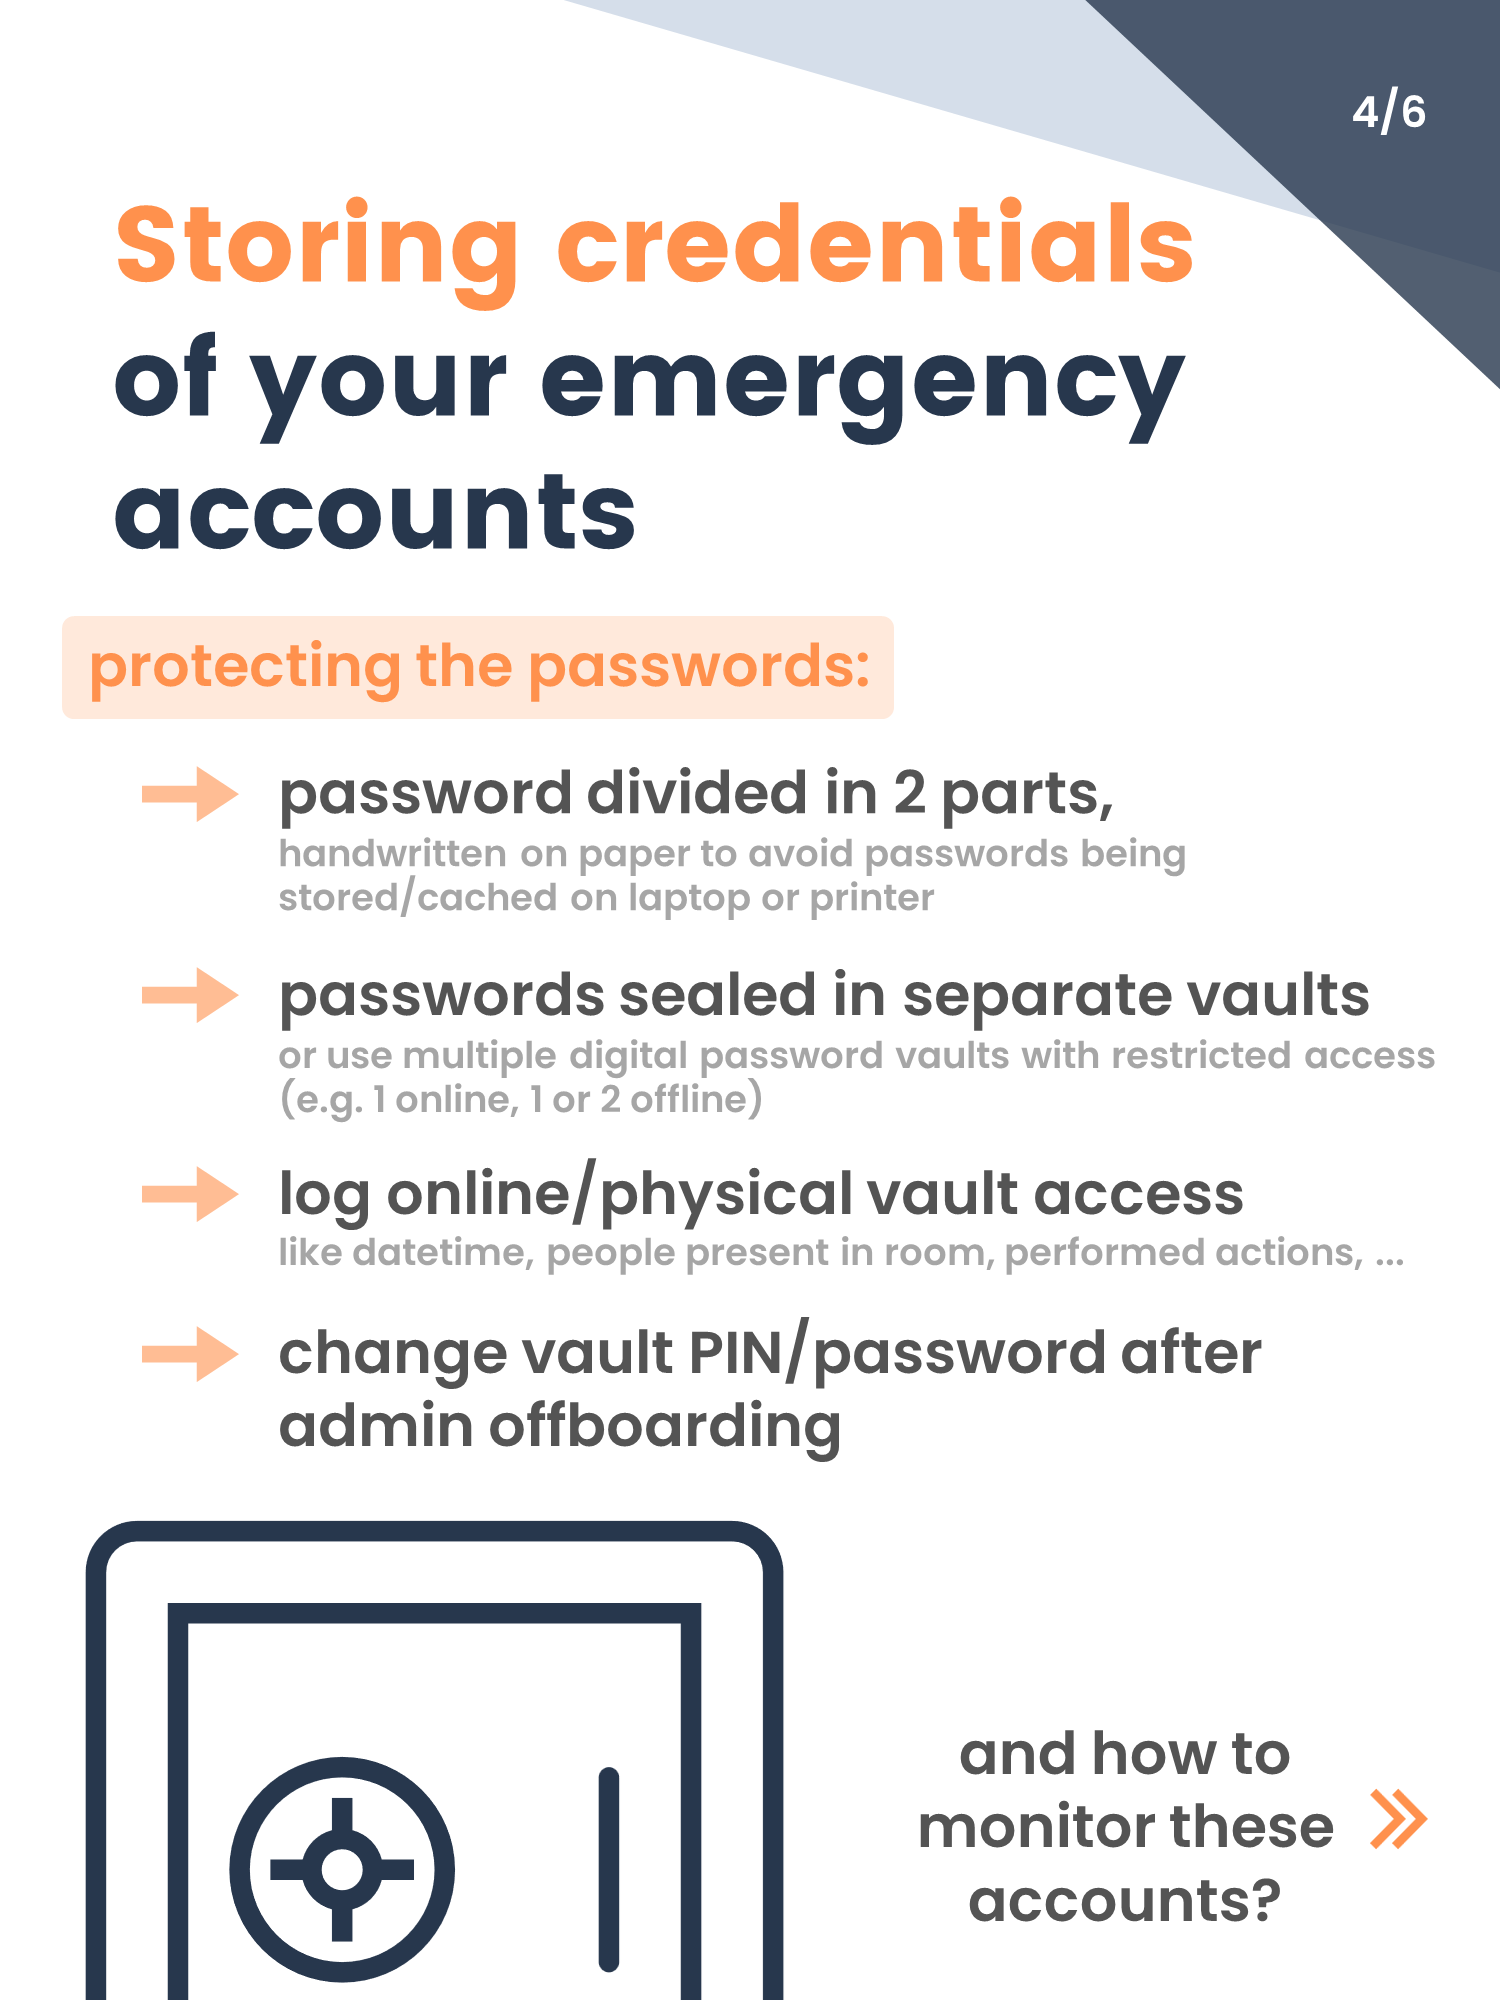 4/6
Storing credentials
of your emergency
accounts
protecting the passwords:
password divided in 2 parts,
handwritten on paper to avoid passwords being
stored/cached on laptop or printer
passwords sealed in separate vaults
or use multiple digital password vaults with restricted access
(e.g. 1 online, 1 or 2 offline)
log online/physical vault access
like datetime, people present in room, performed actions, ...
change vault PIN/password after
admin offboarding
and how to
monitor these
accounts?